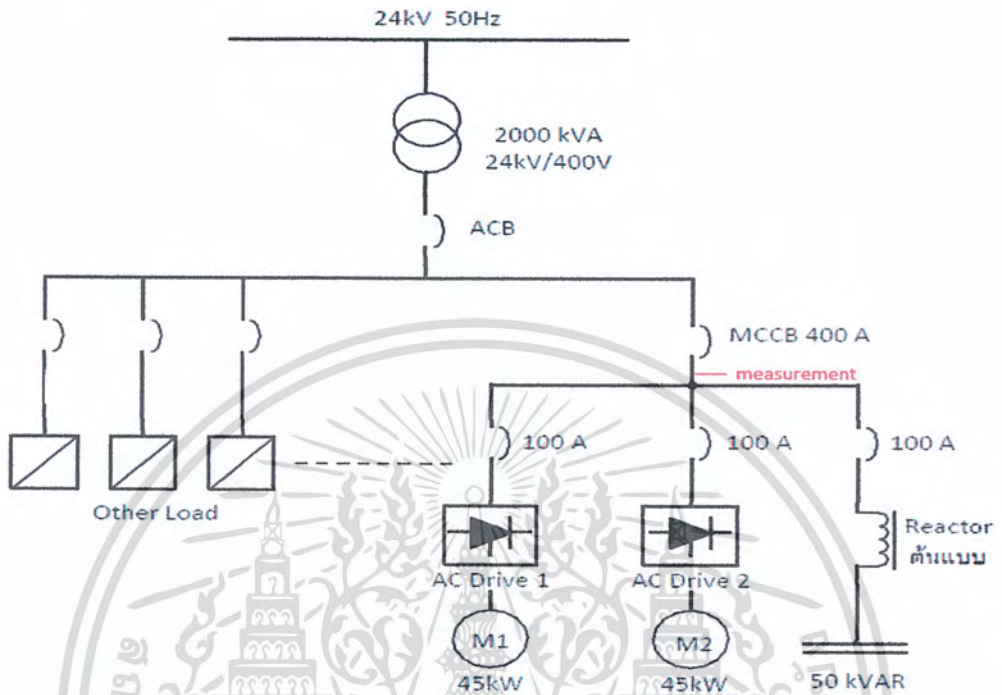 24kV 50Hz
2000 kVA
24kV/400V
ACB
MCCB 400 A
measurement
100 A
100 A
100 A
Other Load
Reactor
ต้นแบบ
AC Drive 1
AC Drive 2
M1
M2
45kW
45kW
50 kVAR